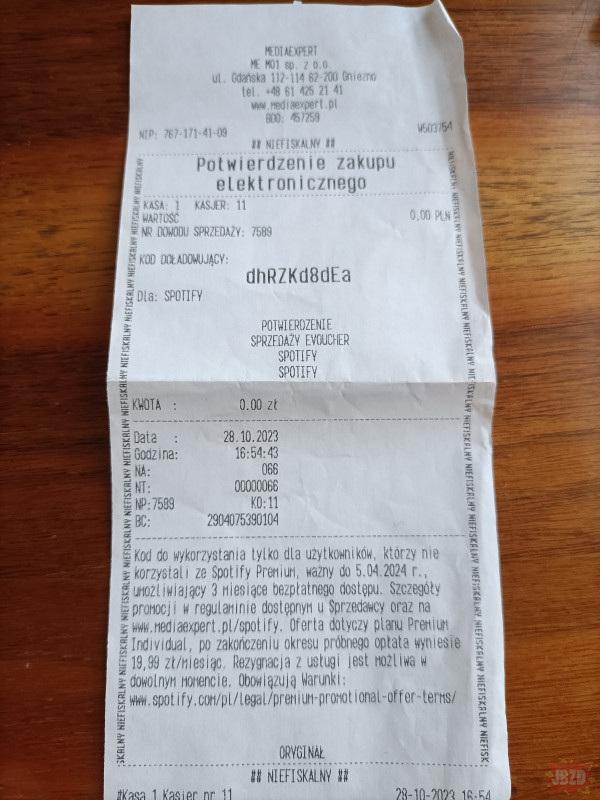 MEDIAEXPERT
ME M01 sp. z o.o.
ul. Gdańska 112-114 62-200 Gniezno
tel. +48 61 425 21 41
www.mediaexpert.pl
BDO: 457259
NIP: 767-171-41-09 W503754
## NIEFISKALNY ##
Potwierdzenie zakupu
elektronicznego
KASA: 1 KASJER: 11
WARTOŚĆ 0,00 PLN
NR DOWODU SPRZEDAŻY: 7589
KOD DOŁADOWUJĄCY:
dhRZKd8dEa
Dla: SPOTIFY
POTWIERDZENIE
SPRZEDAŻY EVOUCHER
SPOTIFY
SPOTIFY
KWOTA : 0.00 zł
Data : 28.10.2023
Godzina: 16:54:43
NA: 066
NT: 00000066
NP:7589 KO:11
BC: 2904075390104
Kod do wykorzystania tylko dla użytkowników, którzy nie
korzystali ze Spotify Premium, ważny do 5.04.2024 r.,
umożliwiający 3 miesiące bezpłatnego dostępu. Szczegóły
promocji w regulaminie dostępnym u Sprzedawcy oraz na
www.mediaexpert.pl/spotify. Oferta dotyczy planu Premium
Individual, po zakończeniu okresu próbnego opłata wyniesie
19,99 zł/miesiąc. Rezygnacja z usługi jest możliwa w
dowolnym momencie. Obowiązują Warunki:
www.spotify.com/pl/legal/premium-promotional-offer-terms/
ORYGINAŁ
## NIEFISKALNY ##
#Kasa 1 Kasjer nr 11 28-10-2023 16:54
NIEFISKALNY NIEFISKALNY NIEFISKALNY NIEFISKALNY NIEFISKALNY NIEFISKALNY
JBZD